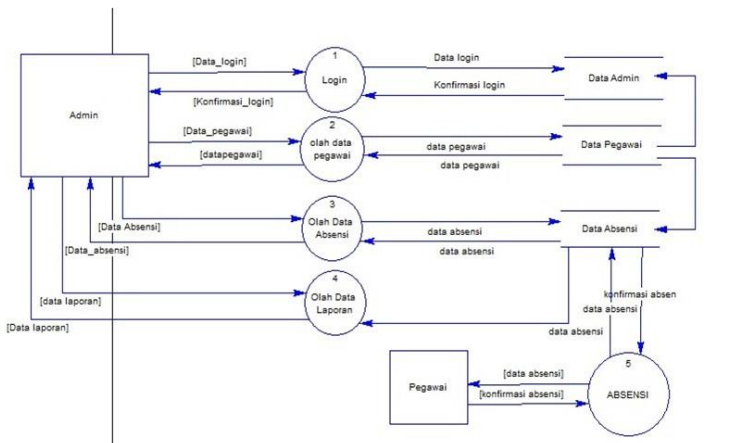 1
Login
[Data_login]
[Konfirmasi_login]
Data login
Konfirmasi login
Data Admin
Admin
2
olah data
pegawai
[Data_pegawai]
[datapegawai]
data pegawai
data pegawai
Data Pegawai
3
Olah Data
Absensi
[Data Absensi]
[Data_absensi]
data absensi
data absensi
Data Absensi
4
Olah Data
Laporan
[data laporan]
[Data laporan]
konfirmasi absen
data absensi
data absensi
5
ABSENSI
Pegawai
[data absensi]
[konfirmasi absensi]